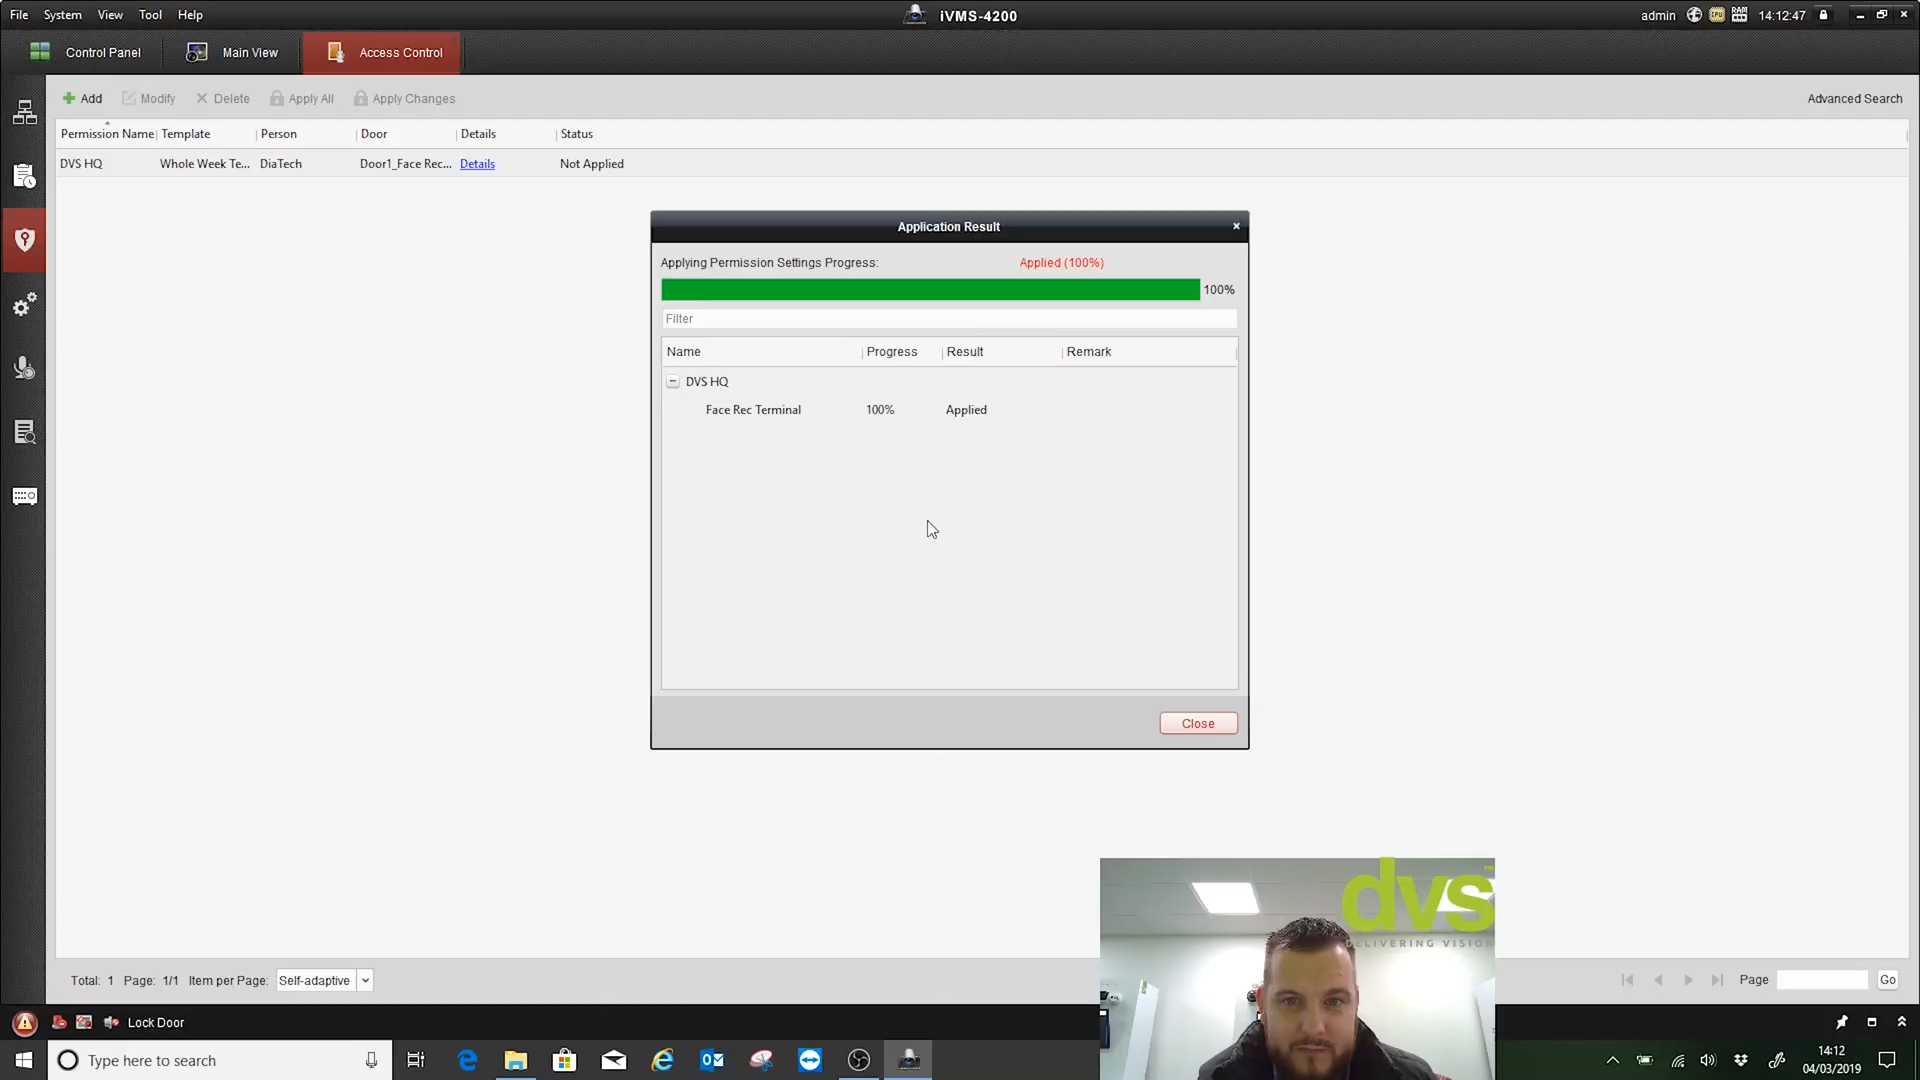 File System View Tool Help
iVMS-4200
admin CPU RAM 14:12:47
Control Panel Main View Access Control
Add Modify Delete Apply All Apply Changes Advanced Search
Permission Name Template Person Door Details Status
DVS HQ Whole Week Te... DiaTech Door1_Face Rec... Details Not Applied
Application Result
Applying Permission Settings Progress: Applied (100%)
100%
Filter
Name Progress Result Remark
DVS HQ
Face Rec Terminal 100% Applied
Close
dvs
DELIVERING VISION
Total: 1 Page: 1/1 Item per Page: Self-adaptive Page Go
Lock Door
Type here to search
14:12
04/03/2019